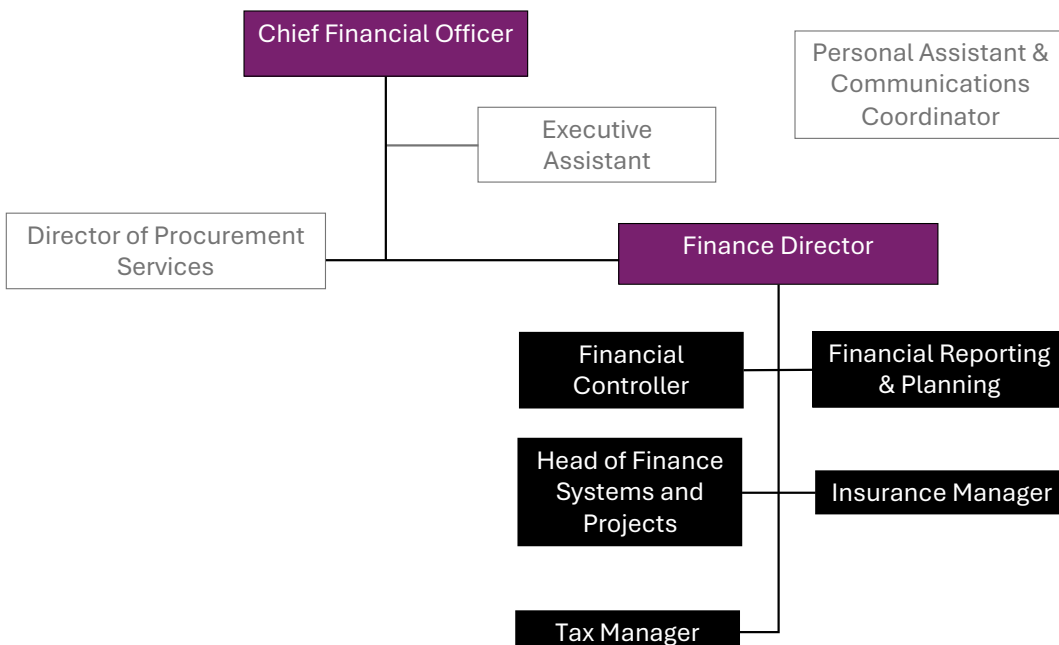 Chief Financial Officer
Personal Assistant &
Communications
Coordinator
Executive
Assistant
Director of Procurement
Services
Finance Director
Financial
Controller
Financial Reporting
& Planning
Head of Finance
Systems and
Projects
Insurance Manager
Tax Manager